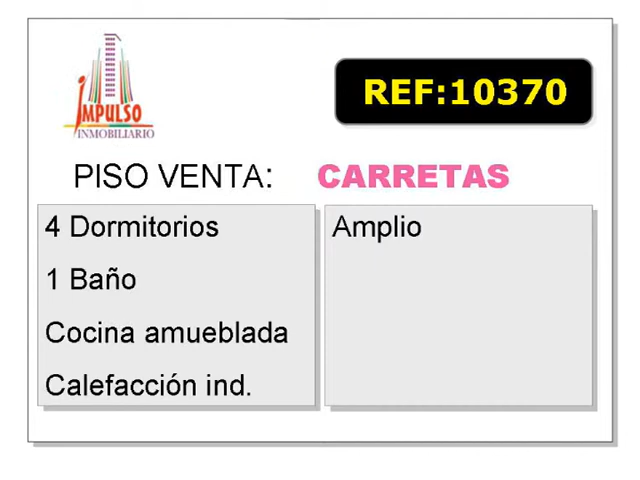 IMPULSO
INMOBILIARIO
REF:10370
PISO VENTA: CARRETAS
4 Dormitorios
1 Baño
Cocina amueblada
Calefacción ind.
Amplio